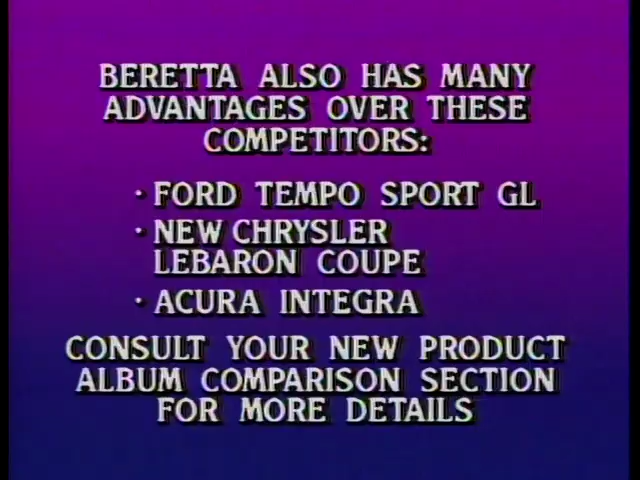 BERETTA ALSO HAS MANY
ADVANTAGES OVER THESE
COMPETITORS:
· FORD TEMPO SPORT GL
· NEW CHRYSLER
LEBARON COUPE
· ACURA INTEGRA
CONSULT YOUR NEW PRODUCT
ALBUM COMPARISON SECTION
FOR MORE DETAILS